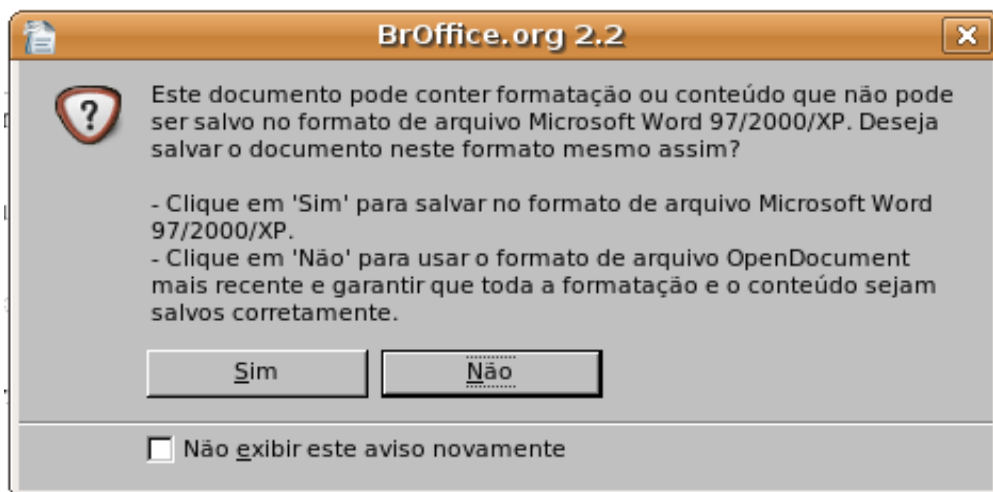 BrOffice.org 2.2
Este documento pode conter formatação ou conteúdo que não pode
ser salvo no formato de arquivo Microsoft Word 97/2000/XP. Deseja
salvar o documento neste formato mesmo assim?
- Clique em 'Sim' para salvar no formato de arquivo Microsoft Word
97/2000/XP.
- Clique em 'Não' para usar o formato de arquivo OpenDocument
mais recente e garantir que toda a formatação e o conteúdo sejam
salvos corretamente.
Sim
Não
Não exibir este aviso novamente